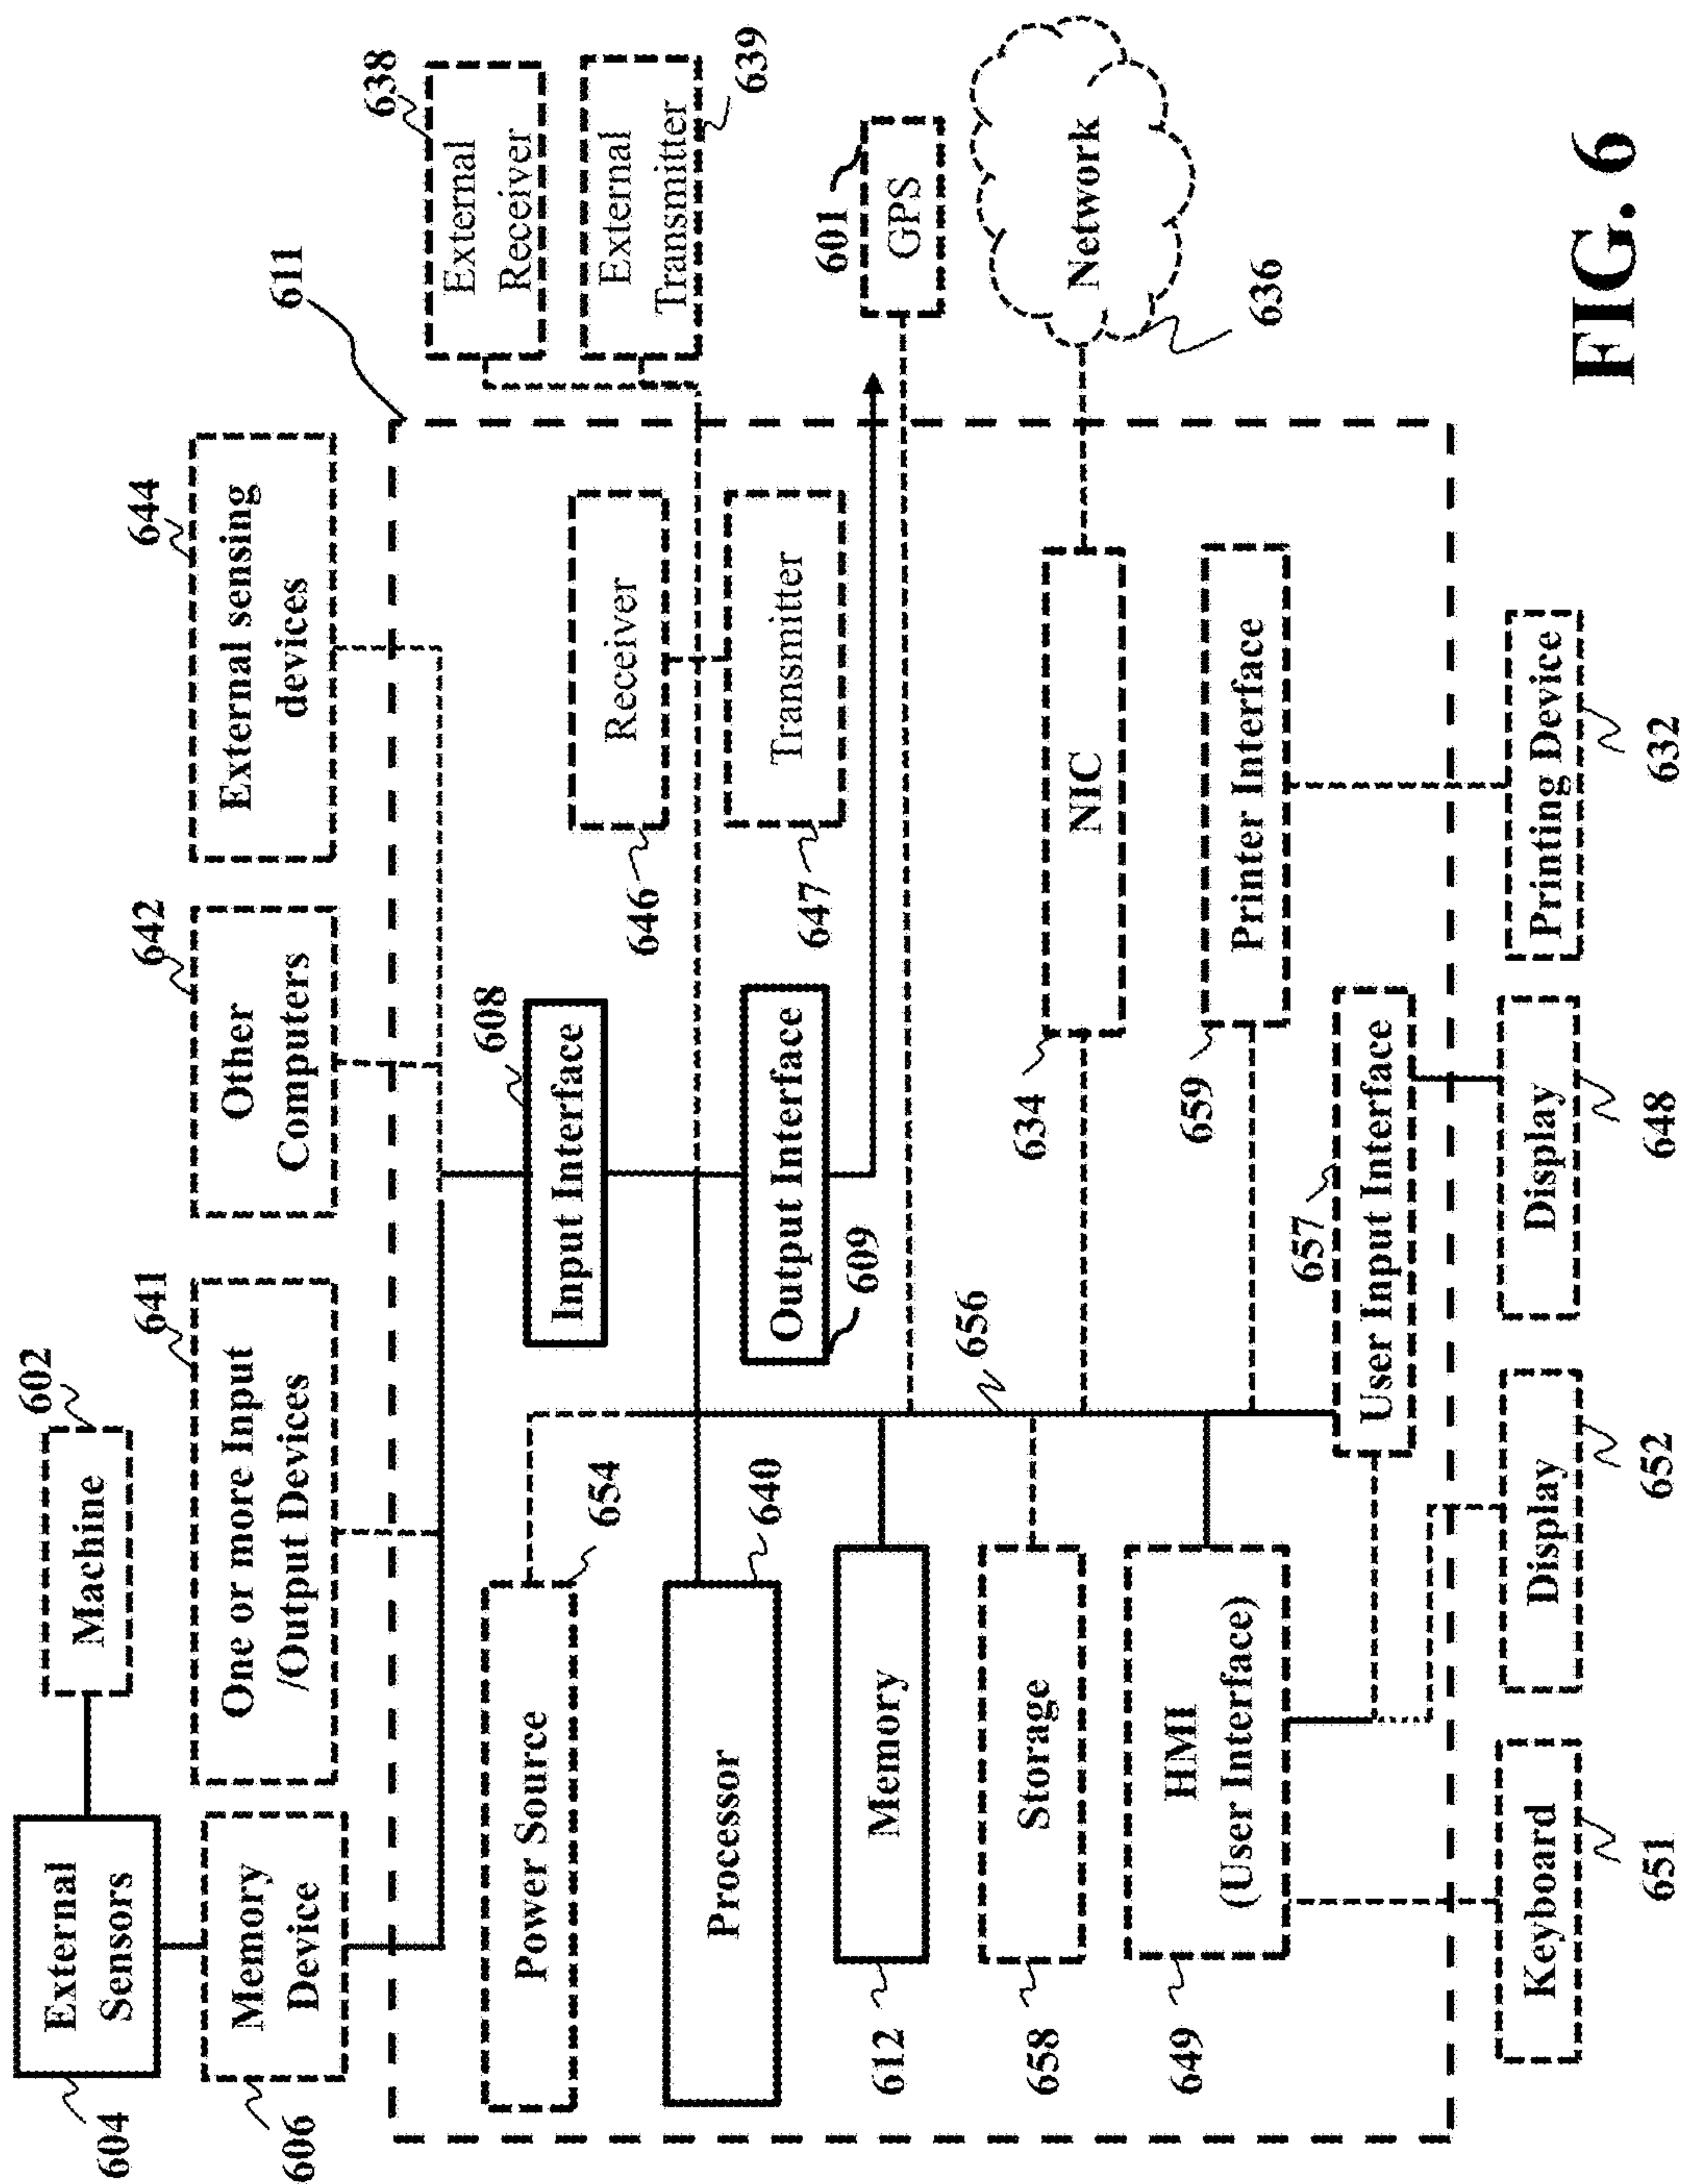 604
External
Sensors
Machine
602
606
Memory
Device
One or more Input
/Output Devices
641
Other
Computers
642
External sensing
devices
644
611
Power Source
654
Input Interface
608
Receiver
646
External
Receiver
638
Processor
640
Output Interface
609
Transmitter
647
External
Transmitter
639
612
Memory
656
GPS
601
658
Storage
634
NIC
Network
636
649
HMI
(User Interface)
659
Printer Interface
657
User Input Interface
Keyboard
651
Display
652
Display
648
Printing Device
632
FIG. 6